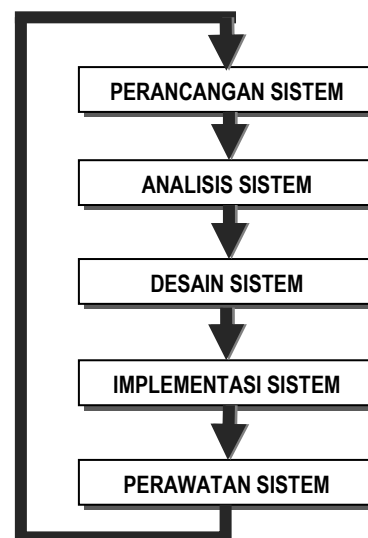 PERANCANGAN SISTEM
ANALISIS SISTEM
DESAIN SISTEM
IMPLEMENTASI SISTEM
PERAWATAN SISTEM